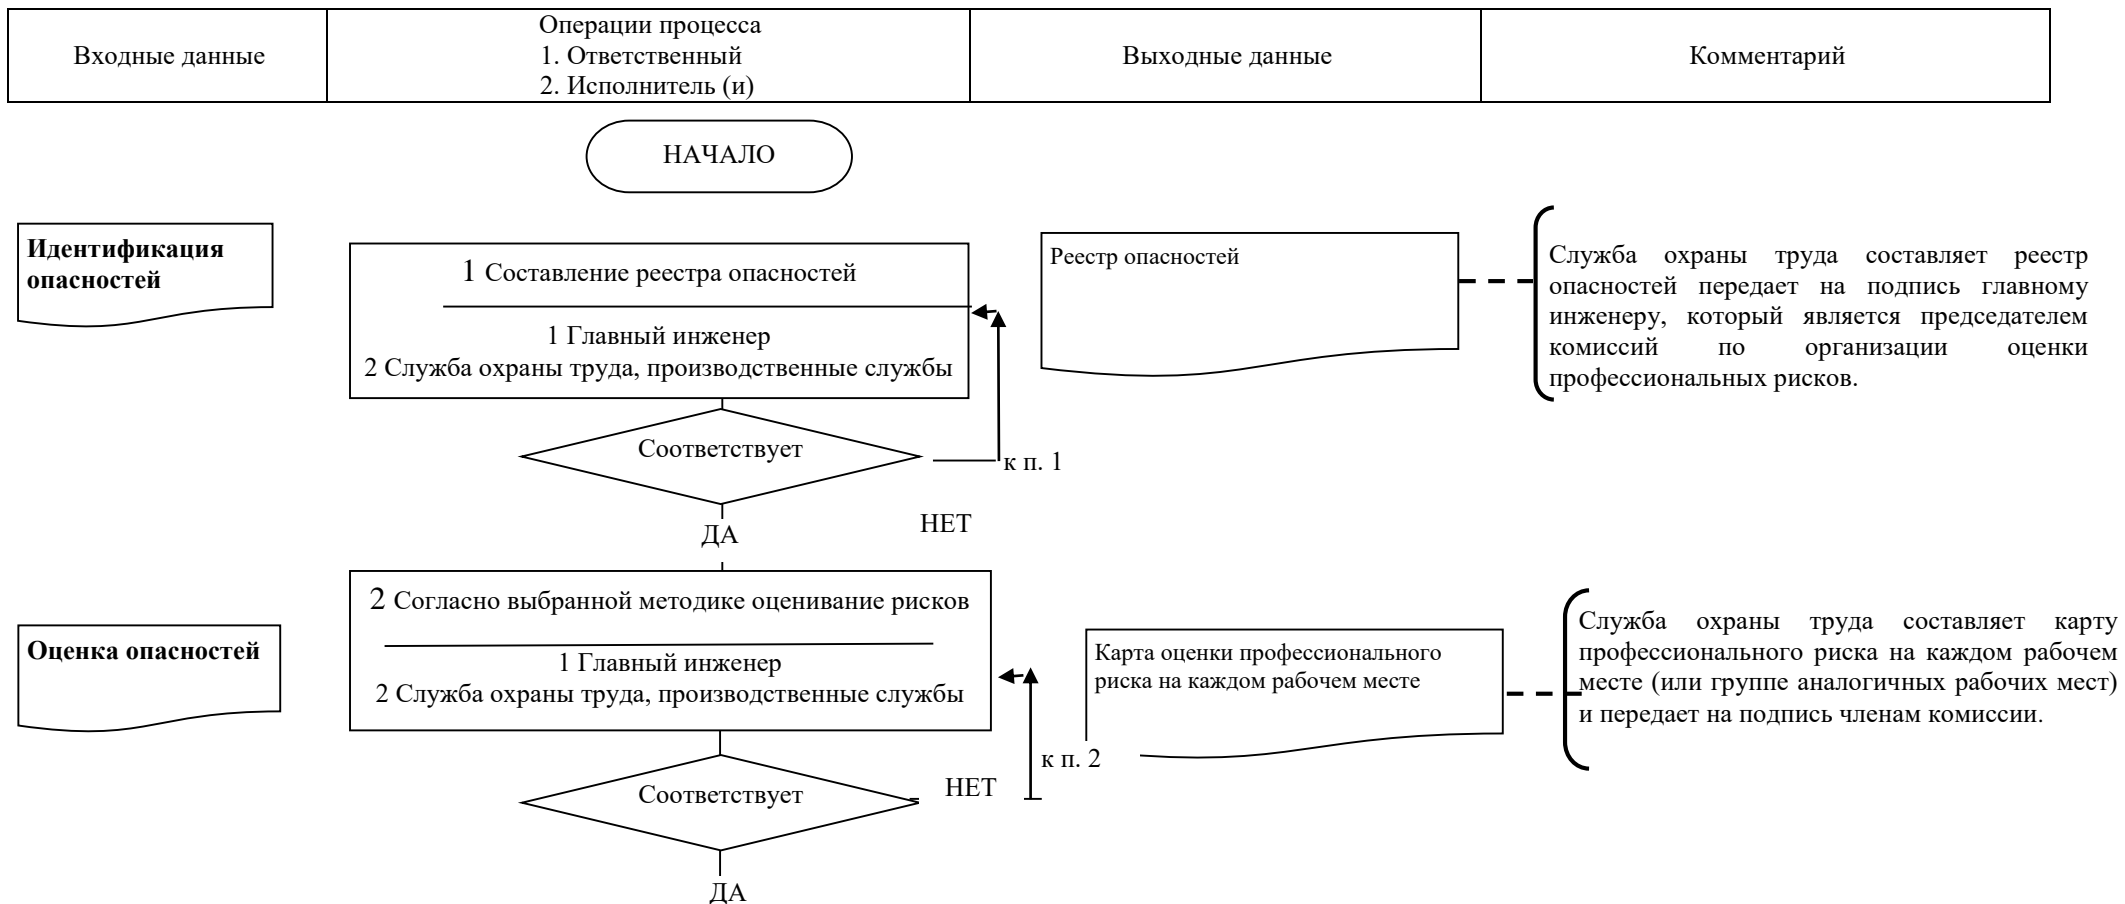 Входные данные
Операции процесса
1. Ответственный
2. Исполнитель (и)
Выходные данные
Комментарий
НАЧАЛО
Идентификация
опасностей
1 Составление реестра опасностей
1 Главный инженер
2 Служба охраны труда, производственные службы
Реестр опасностей
Служба охраны труда составляет реестр
опасностей передает на подпись главному
инженеру, который является председателем
комиссий по организации оценки
профессиональных рисков.
Соответствует
к п. 1
НЕТ
ДА
Оценка опасностей
2 Согласно выбранной методике оценивание рисков
1 Главный инженер
2 Служба охраны труда, производственные службы
Карта оценки профессионального
риска на каждом рабочем месте
Служба охраны труда составляет карту
профессионального риска на каждом рабочем
месте (или группе аналогичных рабочих мест)
и передает на подпись членам комиссии.
к п. 2
Соответствует
НЕТ
ДА